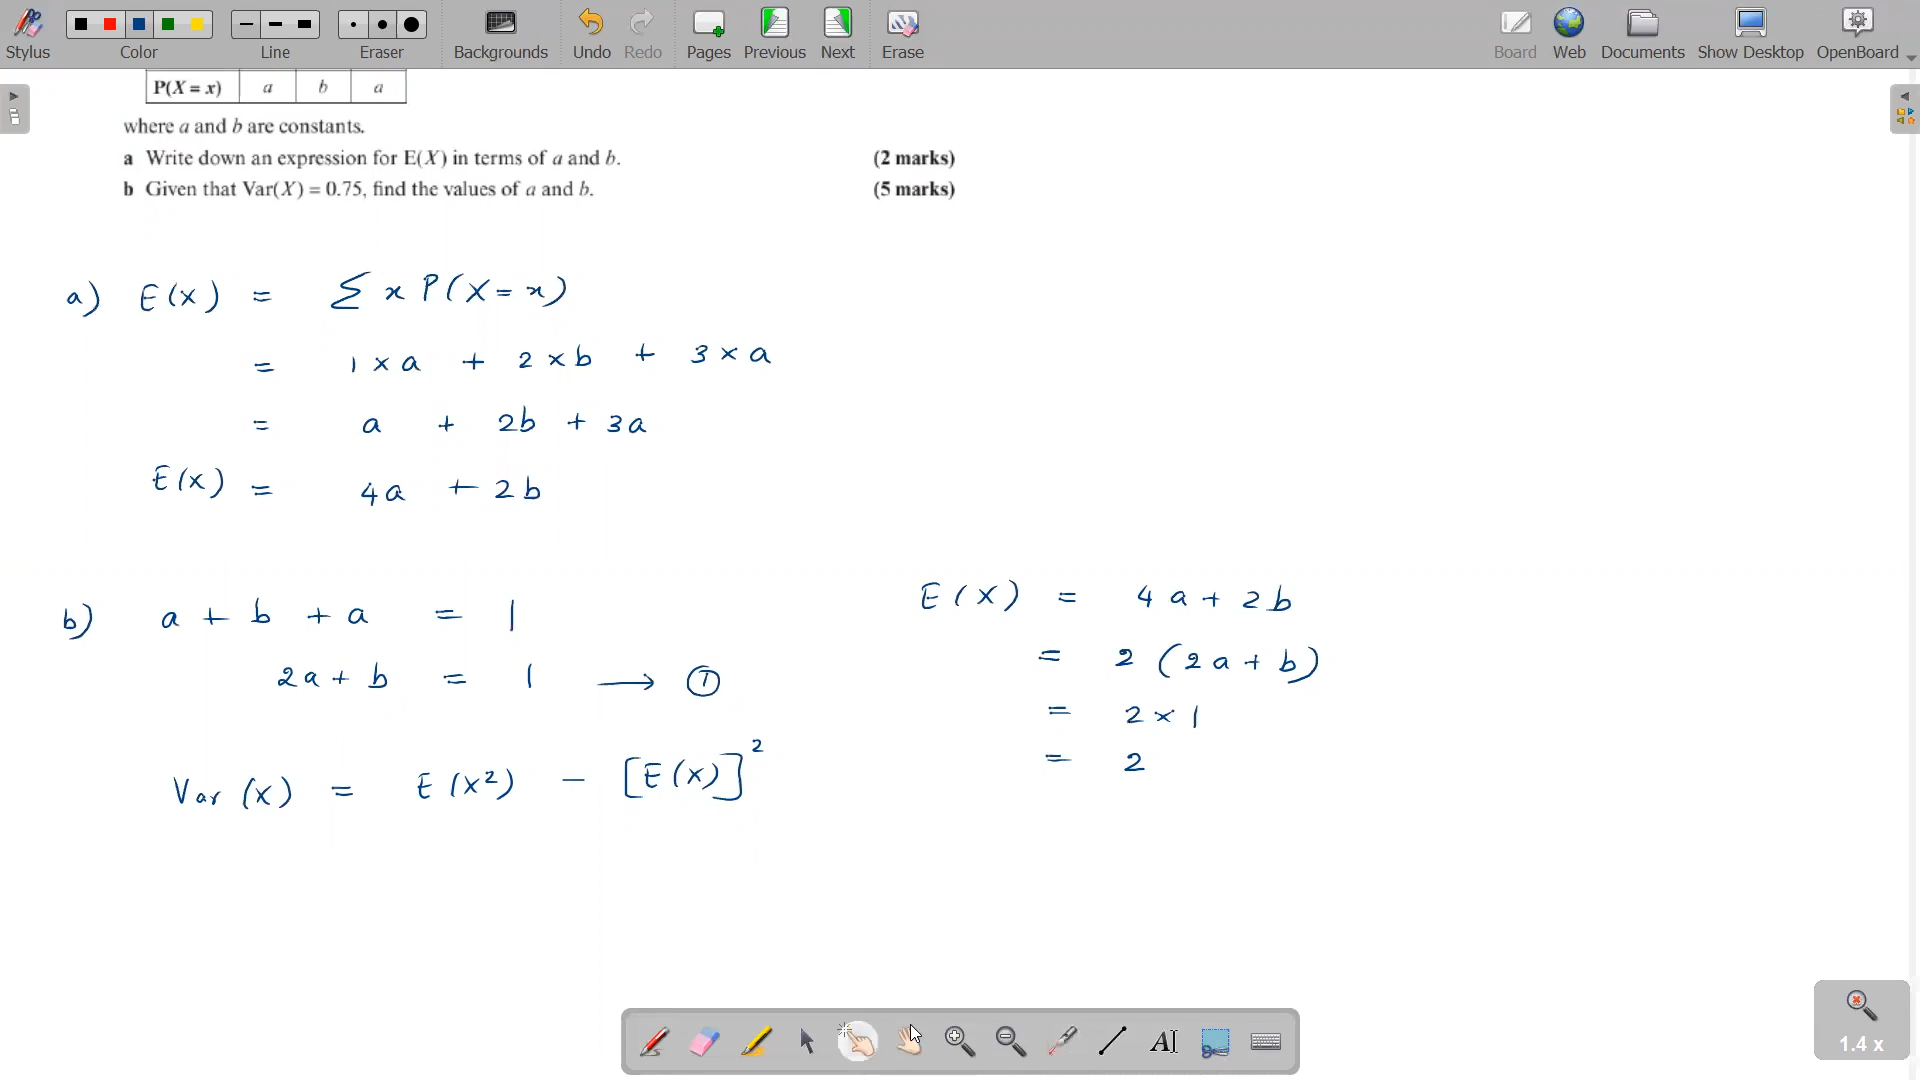 Stylus Color Line Eraser Backgrounds Undo Redo Pages Previous Next Erase Board Web Documents Show Desktop OpenBoard
P(X = x) a b a
where a and b are constants.
a Write down an expression for E(X) in terms of a and b. (2 marks)
b Given that Var(X) = 0.75, find the values of a and b. (5 marks)
a) E(X) = ∑ x P(X = x)
= 1 × a + 2 × b + 3 × a
= a + 2b + 3a
E(X) = 4a + 2b
b) a + b + a = 1
2a + b = 1 ⟶ ①
Var (X) = E(X²) − [E(X)]²
E(X) = 4a + 2b
= 2 (2a + b)
= 2 × 1
= 2
AI
1.4 x